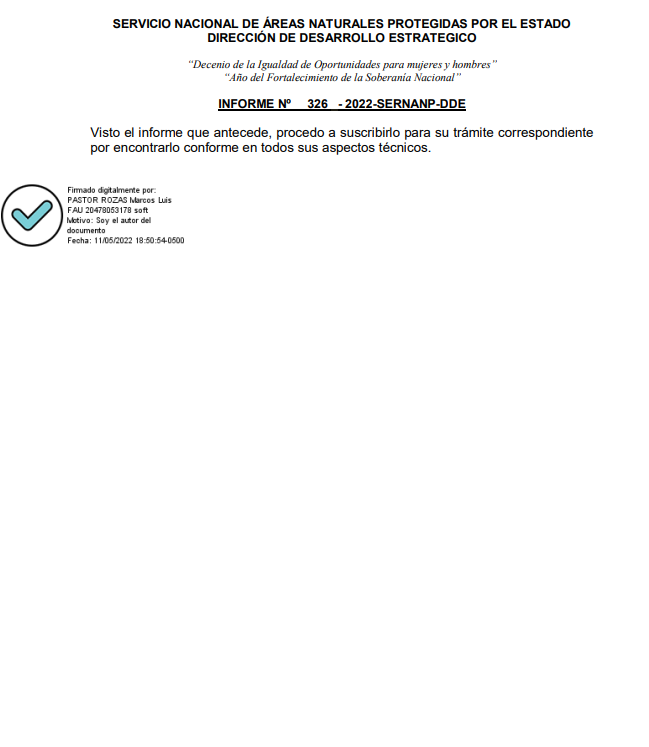 SERVICIO NACIONAL DE ÁREAS NATURALES PROTEGIDAS POR EL ESTADO
DIRECCIÓN DE DESARROLLO ESTRATEGICO
“Decenio de la Igualdad de Oportunidades para mujeres y hombres”
“Año del Fortalecimiento de la Soberanía Nacional”
INFORME Nº 326 - 2022-SERNANP-DDE
Visto el informe que antecede, procedo a suscribirlo para su trámite correspondiente
por encontrarlo conforme en todos sus aspectos técnicos.
Firmado digitalmente por:
PASTOR ROZAS Marcos Luis
FAU 20478053178 soft
Motivo: Soy el autor del
documento
Fecha: 11/05/2022 18:50:54-0500